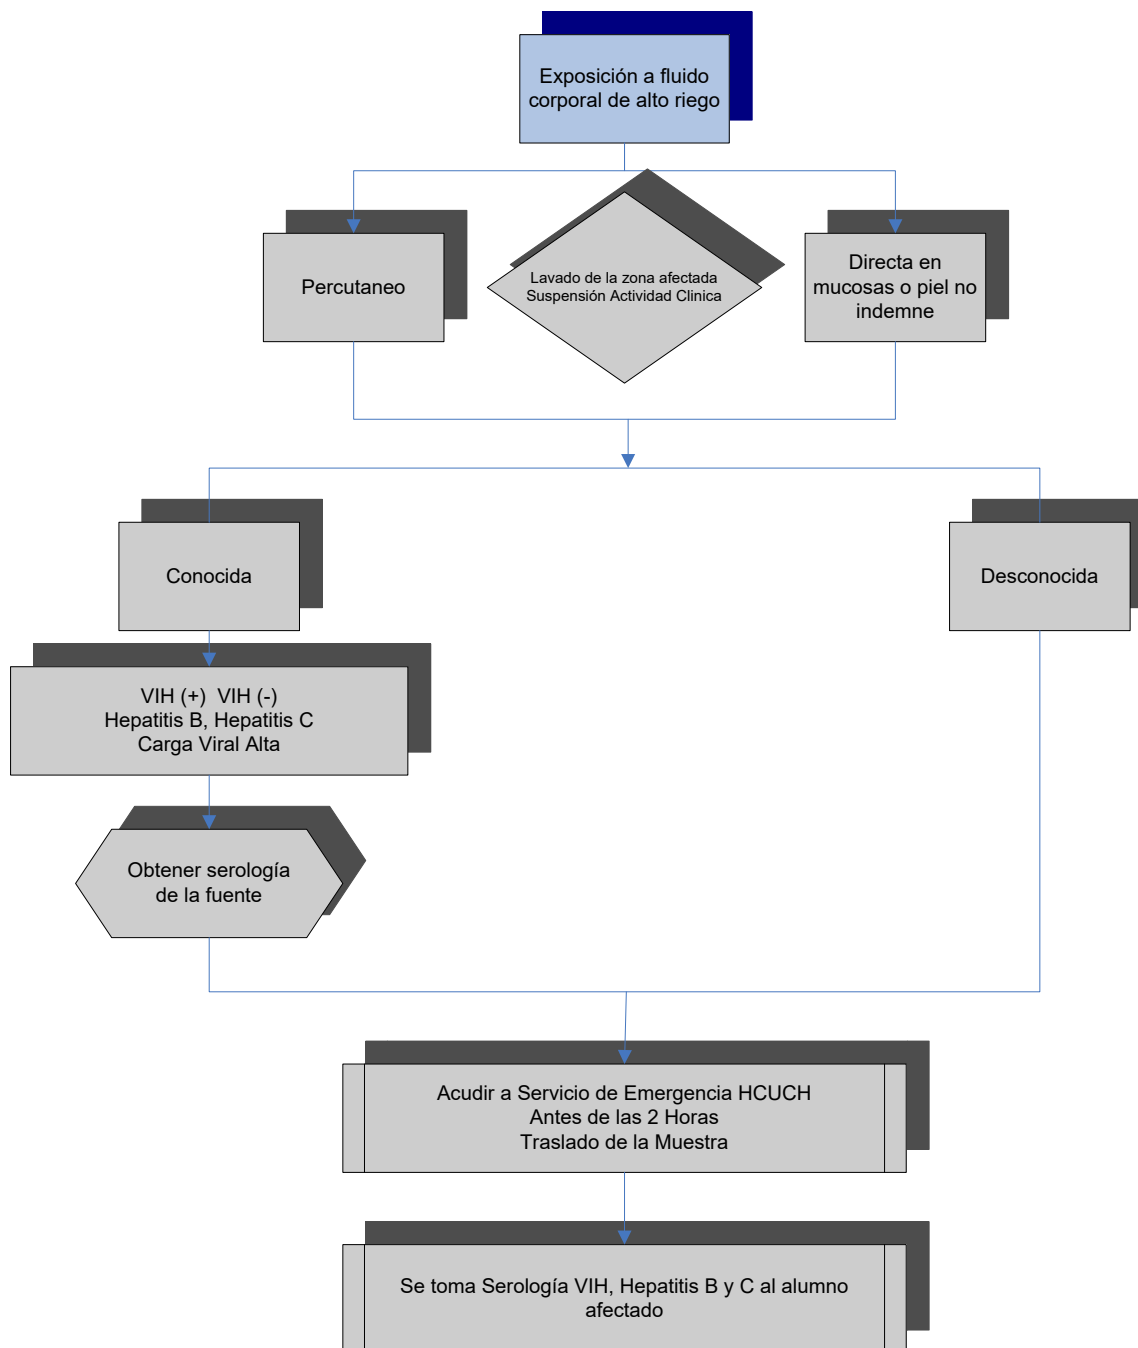 Exposición a fluido
corporal de alto riego
Percutaneo
Lavado de la zona afectada
Suspensión Actividad Clinica
Directa en
mucosas o piel no
indemne
Conocida
Desconocida
VIH (+)  VIH (-)
Hepatitis B, Hepatitis C
Carga Viral Alta
Obtener serología
de la fuente
Acudir a Servicio de Emergencia HCUCH
Antes de las 2 Horas
Traslado de la Muestra
Se toma Serología VIH, Hepatitis B y C al alumno
afectado